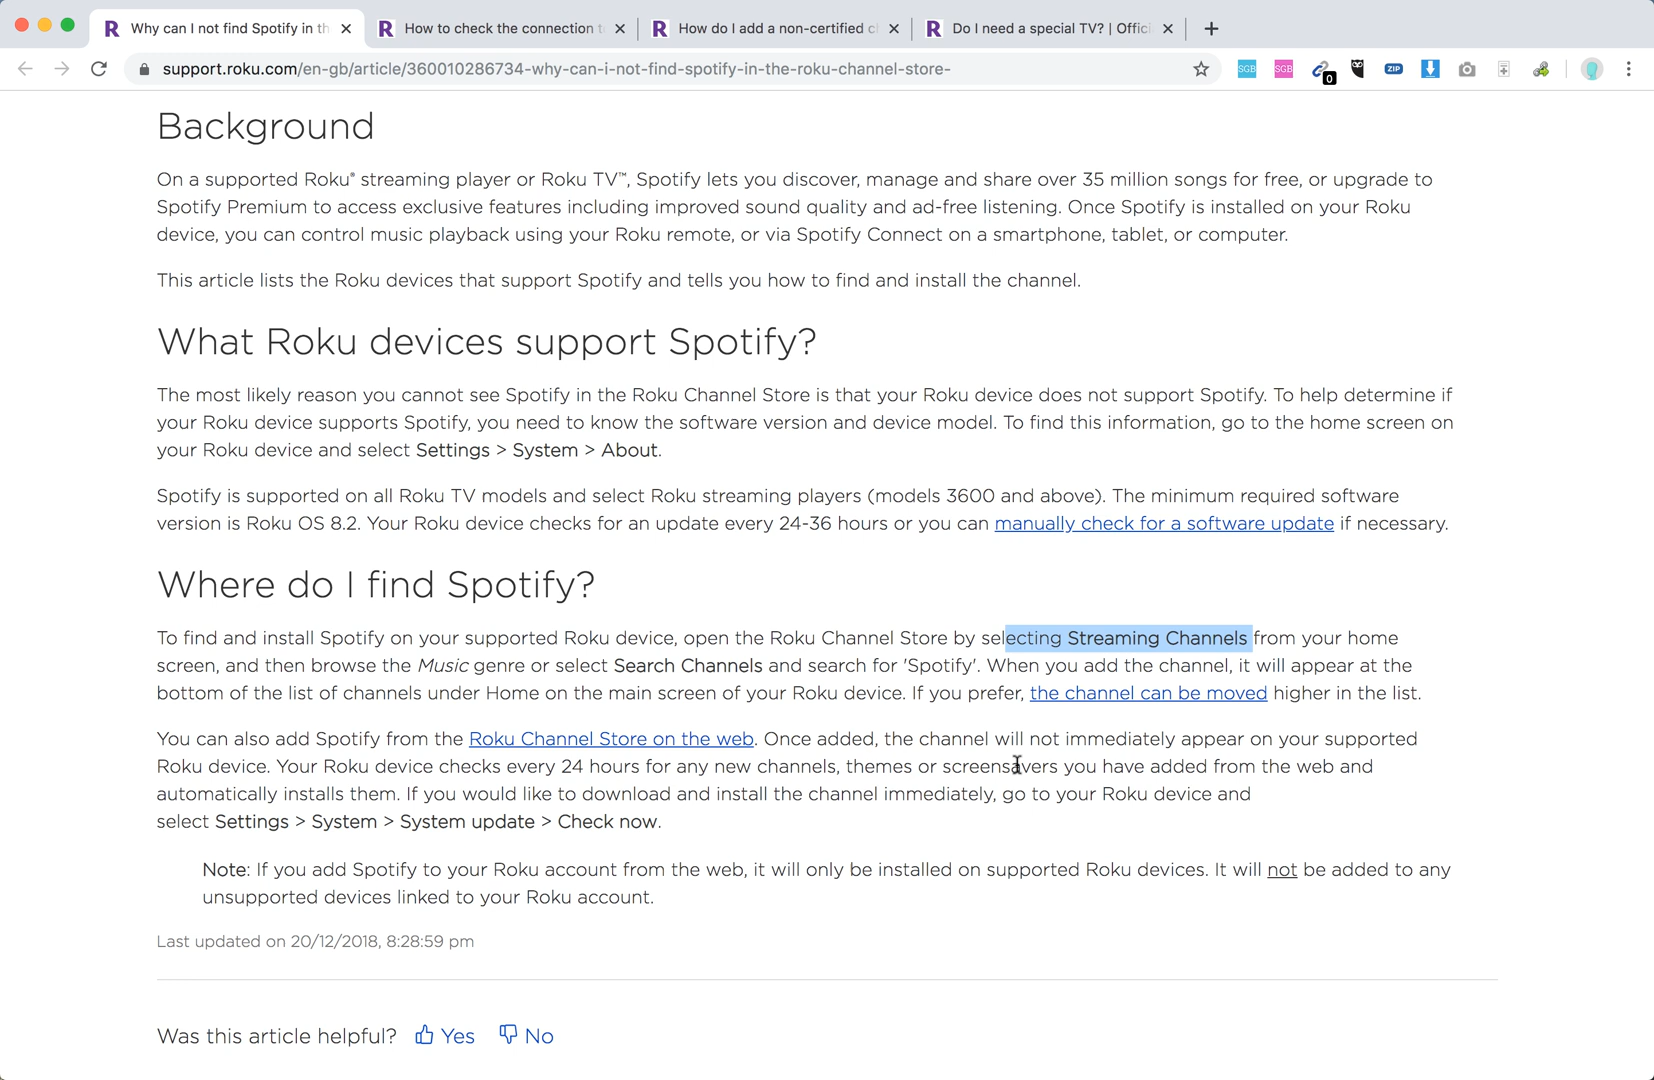 R Why can I not find Spotify in th
R How to check the connection t
R How do I add a non-certified c
R Do I need a special TV? | Offici
support.roku.com/en-gb/article/360010286734-why-can-i-not-find-spotify-in-the-roku-channel-store-
SGB SGB 0 ZIP
Background
On a supported Roku® streaming player or Roku TV™, Spotify lets you discover, manage and share over 35 million songs for free, or upgrade to
Spotify Premium to access exclusive features including improved sound quality and ad-free listening. Once Spotify is installed on your Roku
device, you can control music playback using your Roku remote, or via Spotify Connect on a smartphone, tablet, or computer.
This article lists the Roku devices that support Spotify and tells you how to find and install the channel.
What Roku devices support Spotify?
The most likely reason you cannot see Spotify in the Roku Channel Store is that your Roku device does not support Spotify. To help determine if
your Roku device supports Spotify, you need to know the software version and device model. To find this information, go to the home screen on
your Roku device and select Settings > System > About.
Spotify is supported on all Roku TV models and select Roku streaming players (models 3600 and above). The minimum required software
version is Roku OS 8.2. Your Roku device checks for an update every 24-36 hours or you can manually check for a software update if necessary.
Where do I find Spotify?
To find and install Spotify on your supported Roku device, open the Roku Channel Store by selecting Streaming Channels from your home
screen, and then browse the Music genre or select Search Channels and search for 'Spotify'. When you add the channel, it will appear at the
bottom of the list of channels under Home on the main screen of your Roku device. If you prefer, the channel can be moved higher in the list.
You can also add Spotify from the Roku Channel Store on the web. Once added, the channel will not immediately appear on your supported
Roku device. Your Roku device checks every 24 hours for any new channels, themes or screensavers you have added from the web and
automatically installs them. If you would like to download and install the channel immediately, go to your Roku device and
select Settings > System > System update > Check now.
Note: If you add Spotify to your Roku account from the web, it will only be installed on supported Roku devices. It will not be added to any
unsupported devices linked to your Roku account.
Last updated on 20/12/2018, 8:28:59 pm
Was this article helpful? Yes No